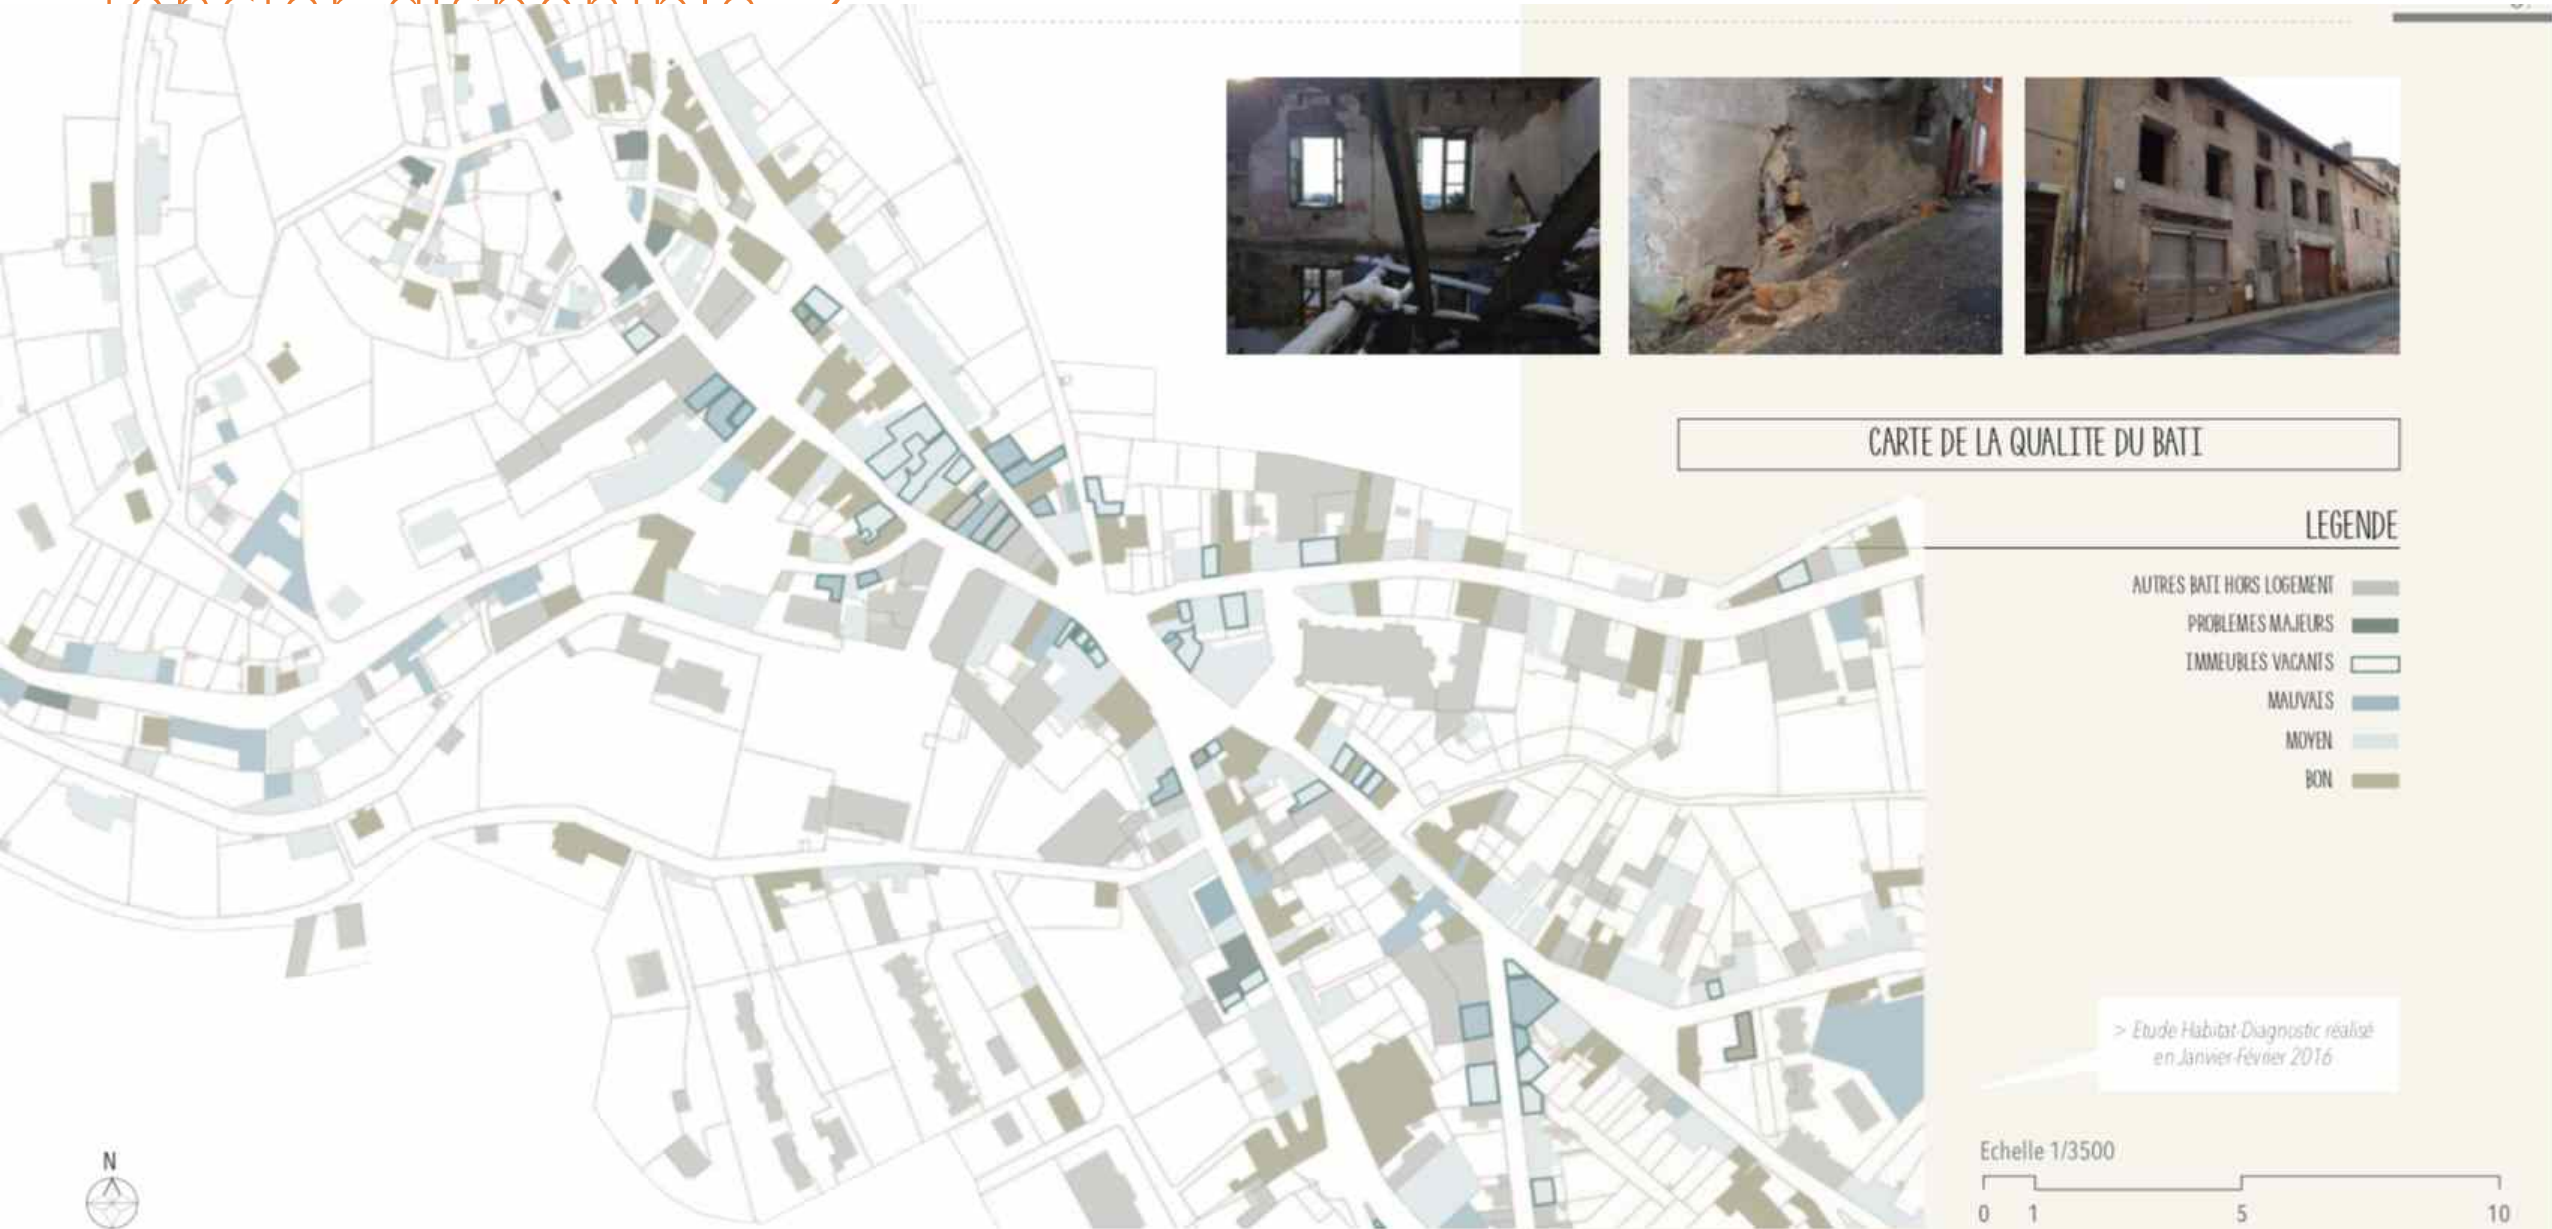 CARTE DE LA QUALITE DU BATI
LEGENDE
AUTRES BATI HORS LOGEMENT
PROBLEMES MAJEURS
IMMEUBLES VACANTS
MAUVAIS
MOYEN
BON
> Etude Habitat-Diagnostic réalisé
en Janvier-Février 2016
Echelle 1/3500
0 1 5 10
N